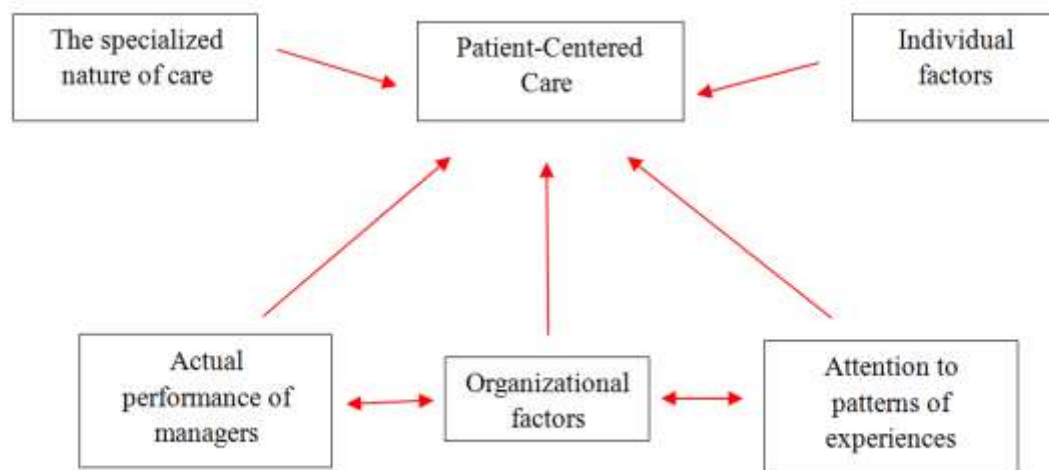 The specialized
nature of care
Patient-Centered
Care
Individual
factors
Actual
performance of
managers
Organizational
factors
Attention to
patterns of
experiences